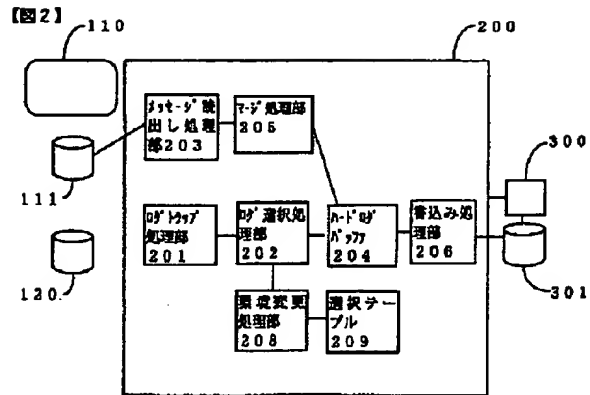 【図2】
110
200
メッセージ読
出し処理
部203
マージ処理部
205
111
300
ログトラップ
処理部
201
ログ選択処
理部
202
ハードログ
バッファ
204
書込み処
理部
206
120
301
環境変更
処理部
208
選択テー
ブル
209